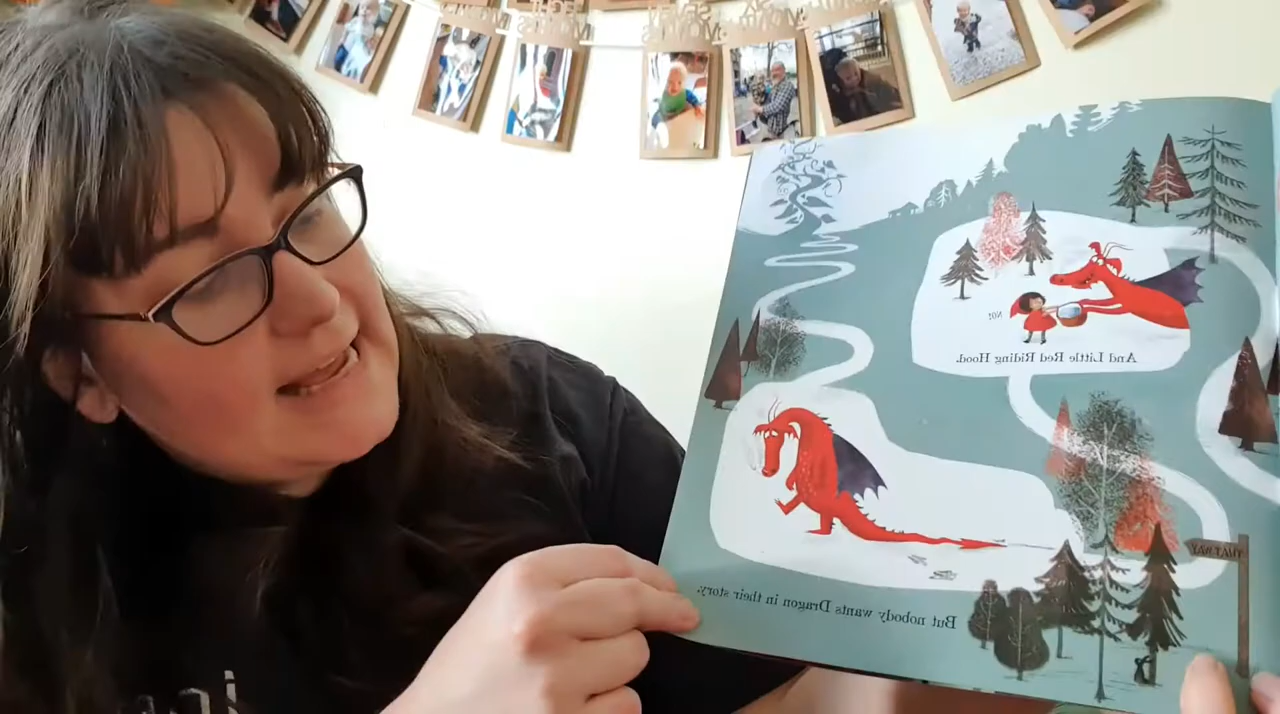 NO!
And Little Red Riding Hood.
THAT WAY
But nobody wants Dragon in their story.